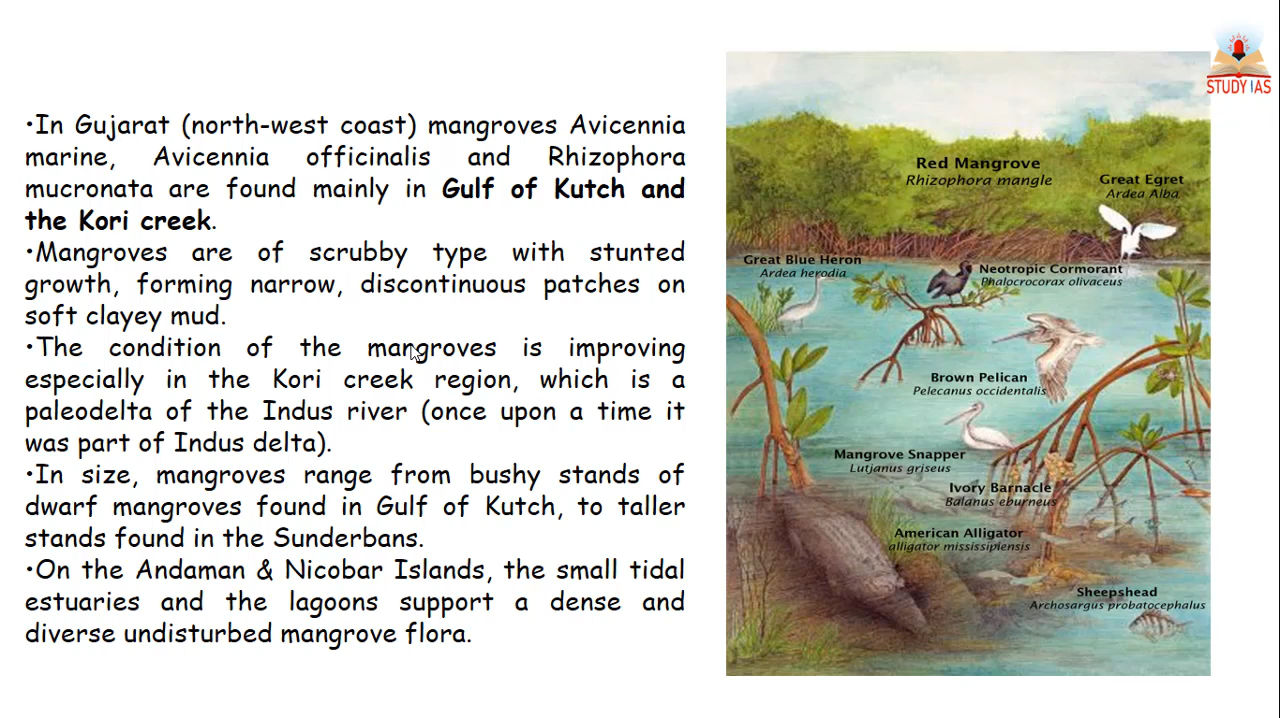 •In Gujarat (north-west coast) mangroves Avicennia
marine, Avicennia officinalis and Rhizophora
mucronata are found mainly in Gulf of Kutch and
the Kori creek.
•Mangroves are of scrubby type with stunted
growth, forming narrow, discontinuous patches on
soft clayey mud.
•The condition of the mangroves is improving
especially in the Kori creek region, which is a
paleodelta of the Indus river (once upon a time it
was part of Indus delta).
•In size, mangroves range from bushy stands of
dwarf mangroves found in Gulf of Kutch, to taller
stands found in the Sunderbans.
•On the Andaman & Nicobar Islands, the small tidal
estuaries and the lagoons support a dense and
diverse undisturbed mangrove flora.
STUDY IAS
Red Mangrove
Rhizophora mangle
Great Egret
Ardea Alba
Great Blue Heron
Ardea herodia
Neotropic Cormorant
Phalocrocorax olivaceus
Brown Pelican
Pelecanus occidentalis
Mangrove Snapper
Lutjanus griseus
Ivory Barnacle
Balanus eburneus
American Alligator
alligator mississipiensis
Sheepshead
Archosargus probatocephalus